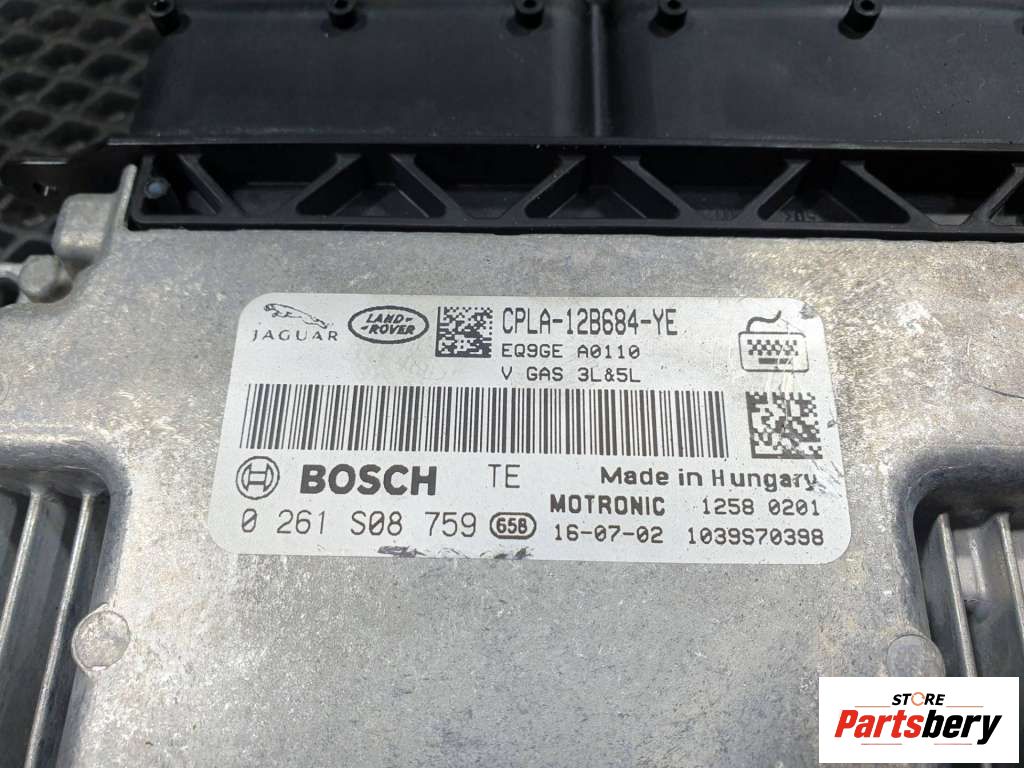 JAGUAR
LAND-
ROVER
CPLA-12B684-YE
EQ9GE A0110
V GAS 3L&5L
BOSCH TE Made in Hungary
MOTRONIC 1258 0201
0 261 S08 759 65B 16-07-02 1039S70398
STORE
Partsbery